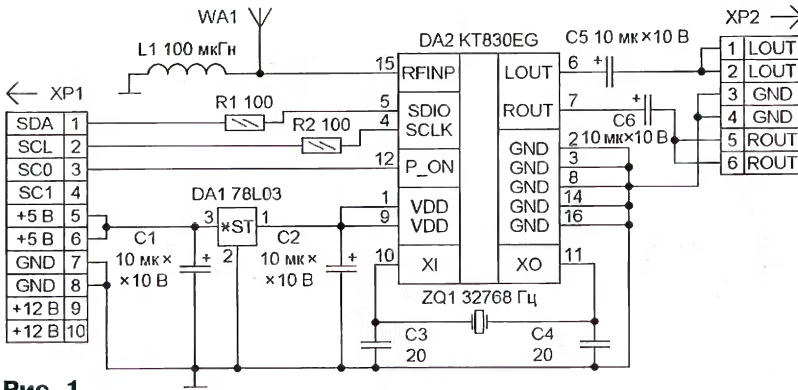 WA1
XP2
L1 100 мкГн
DA2 KT830EG
C5 10 мк×10 В
15 RFINP
LOUT 6
+
1 LOUT
2 LOUT
3 GND
4 GND
5 ROUT
6 ROUT
XP1
SDA 1
SCL 2
SC0 3
SC1 4
+5 В 5
+5 В 6
GND 7
GND 8
+12 В 9
+12 В 10
R1 100
R2 100
5 SDIO
4 SCLK
12 P_ON
1 VDD
9 VDD
10 XI
ROUT 7
+
C6
10 мк×10 В
GND 2
GND 3
GND 8
GND 14
GND 16
XO 11
DA1 78L03
3 *ST 1
2
C1
10 мк×
×10 В
+
C2
10 мк×
×10 В
+
ZQ1 32768 Гц
C3
20
C4
20
Рис. 1